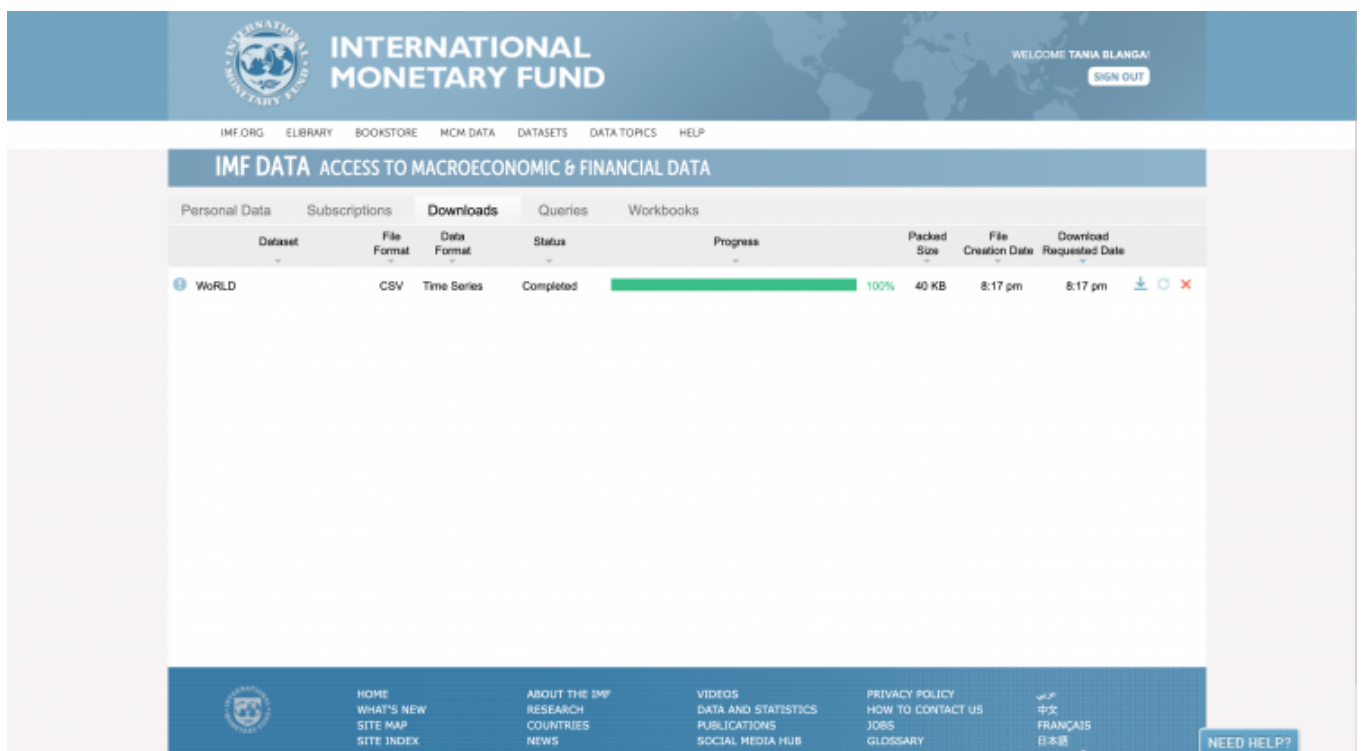 INTERNATIONAL
MONETARY FUND
INTERNATIONAL MONETARY FUND
WELCOME TANIA BLANGA!
SIGN OUT
IMF.ORG ELIBRARY BOOKSTORE MCM DATA DATASETS DATA TOPICS HELP
IMF DATA ACCESS TO MACROECONOMIC & FINANCIAL DATA
Personal Data Subscriptions Downloads Queries Workbooks
Dataset File Format Data Format Status Progress Packed Size File Creation Date Download Requested Date
WoRLD CSV Time Series Completed 100% 40 KB 8:17 pm 8:17 pm
HOME ABOUT THE IMF VIDEOS PRIVACY POLICY عربي
WHAT'S NEW RESEARCH DATA AND STATISTICS HOW TO CONTACT US 中文
SITE MAP COUNTRIES PUBLICATIONS JOBS FRANÇAIS
SITE INDEX NEWS SOCIAL MEDIA HUB GLOSSARY 日本語
NEED HELP?